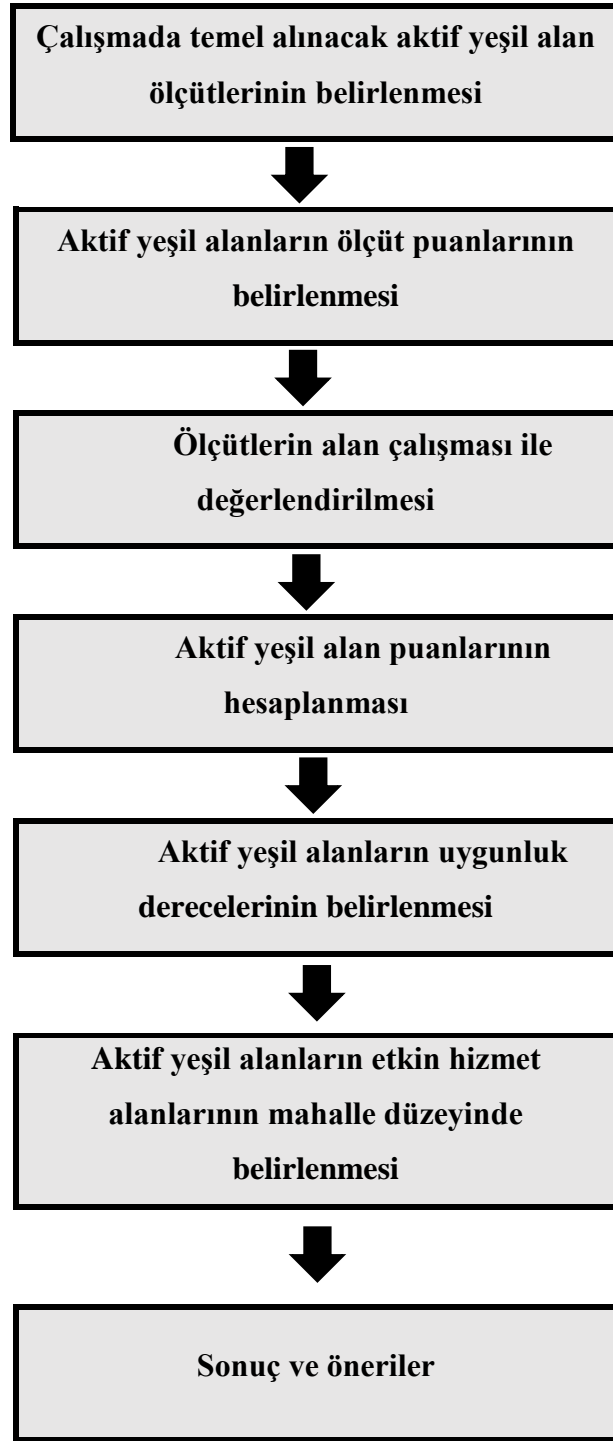 Çalışmada temel alınacak aktif yeşil alan
ölçütlerinin belirlenmesi
Aktif yeşil alanların ölçüt puanlarının
belirlenmesi
Ölçütlerin alan çalışması ile
değerlendirilmesi
Aktif yeşil alan puanlarının
hesaplanması
Aktif yeşil alanların uygunluk
derecelerinin belirlenmesi
Aktif yeşil alanların etkin hizmet
alanlarının mahalle düzeyinde
belirlenmesi
Sonuç ve öneriler